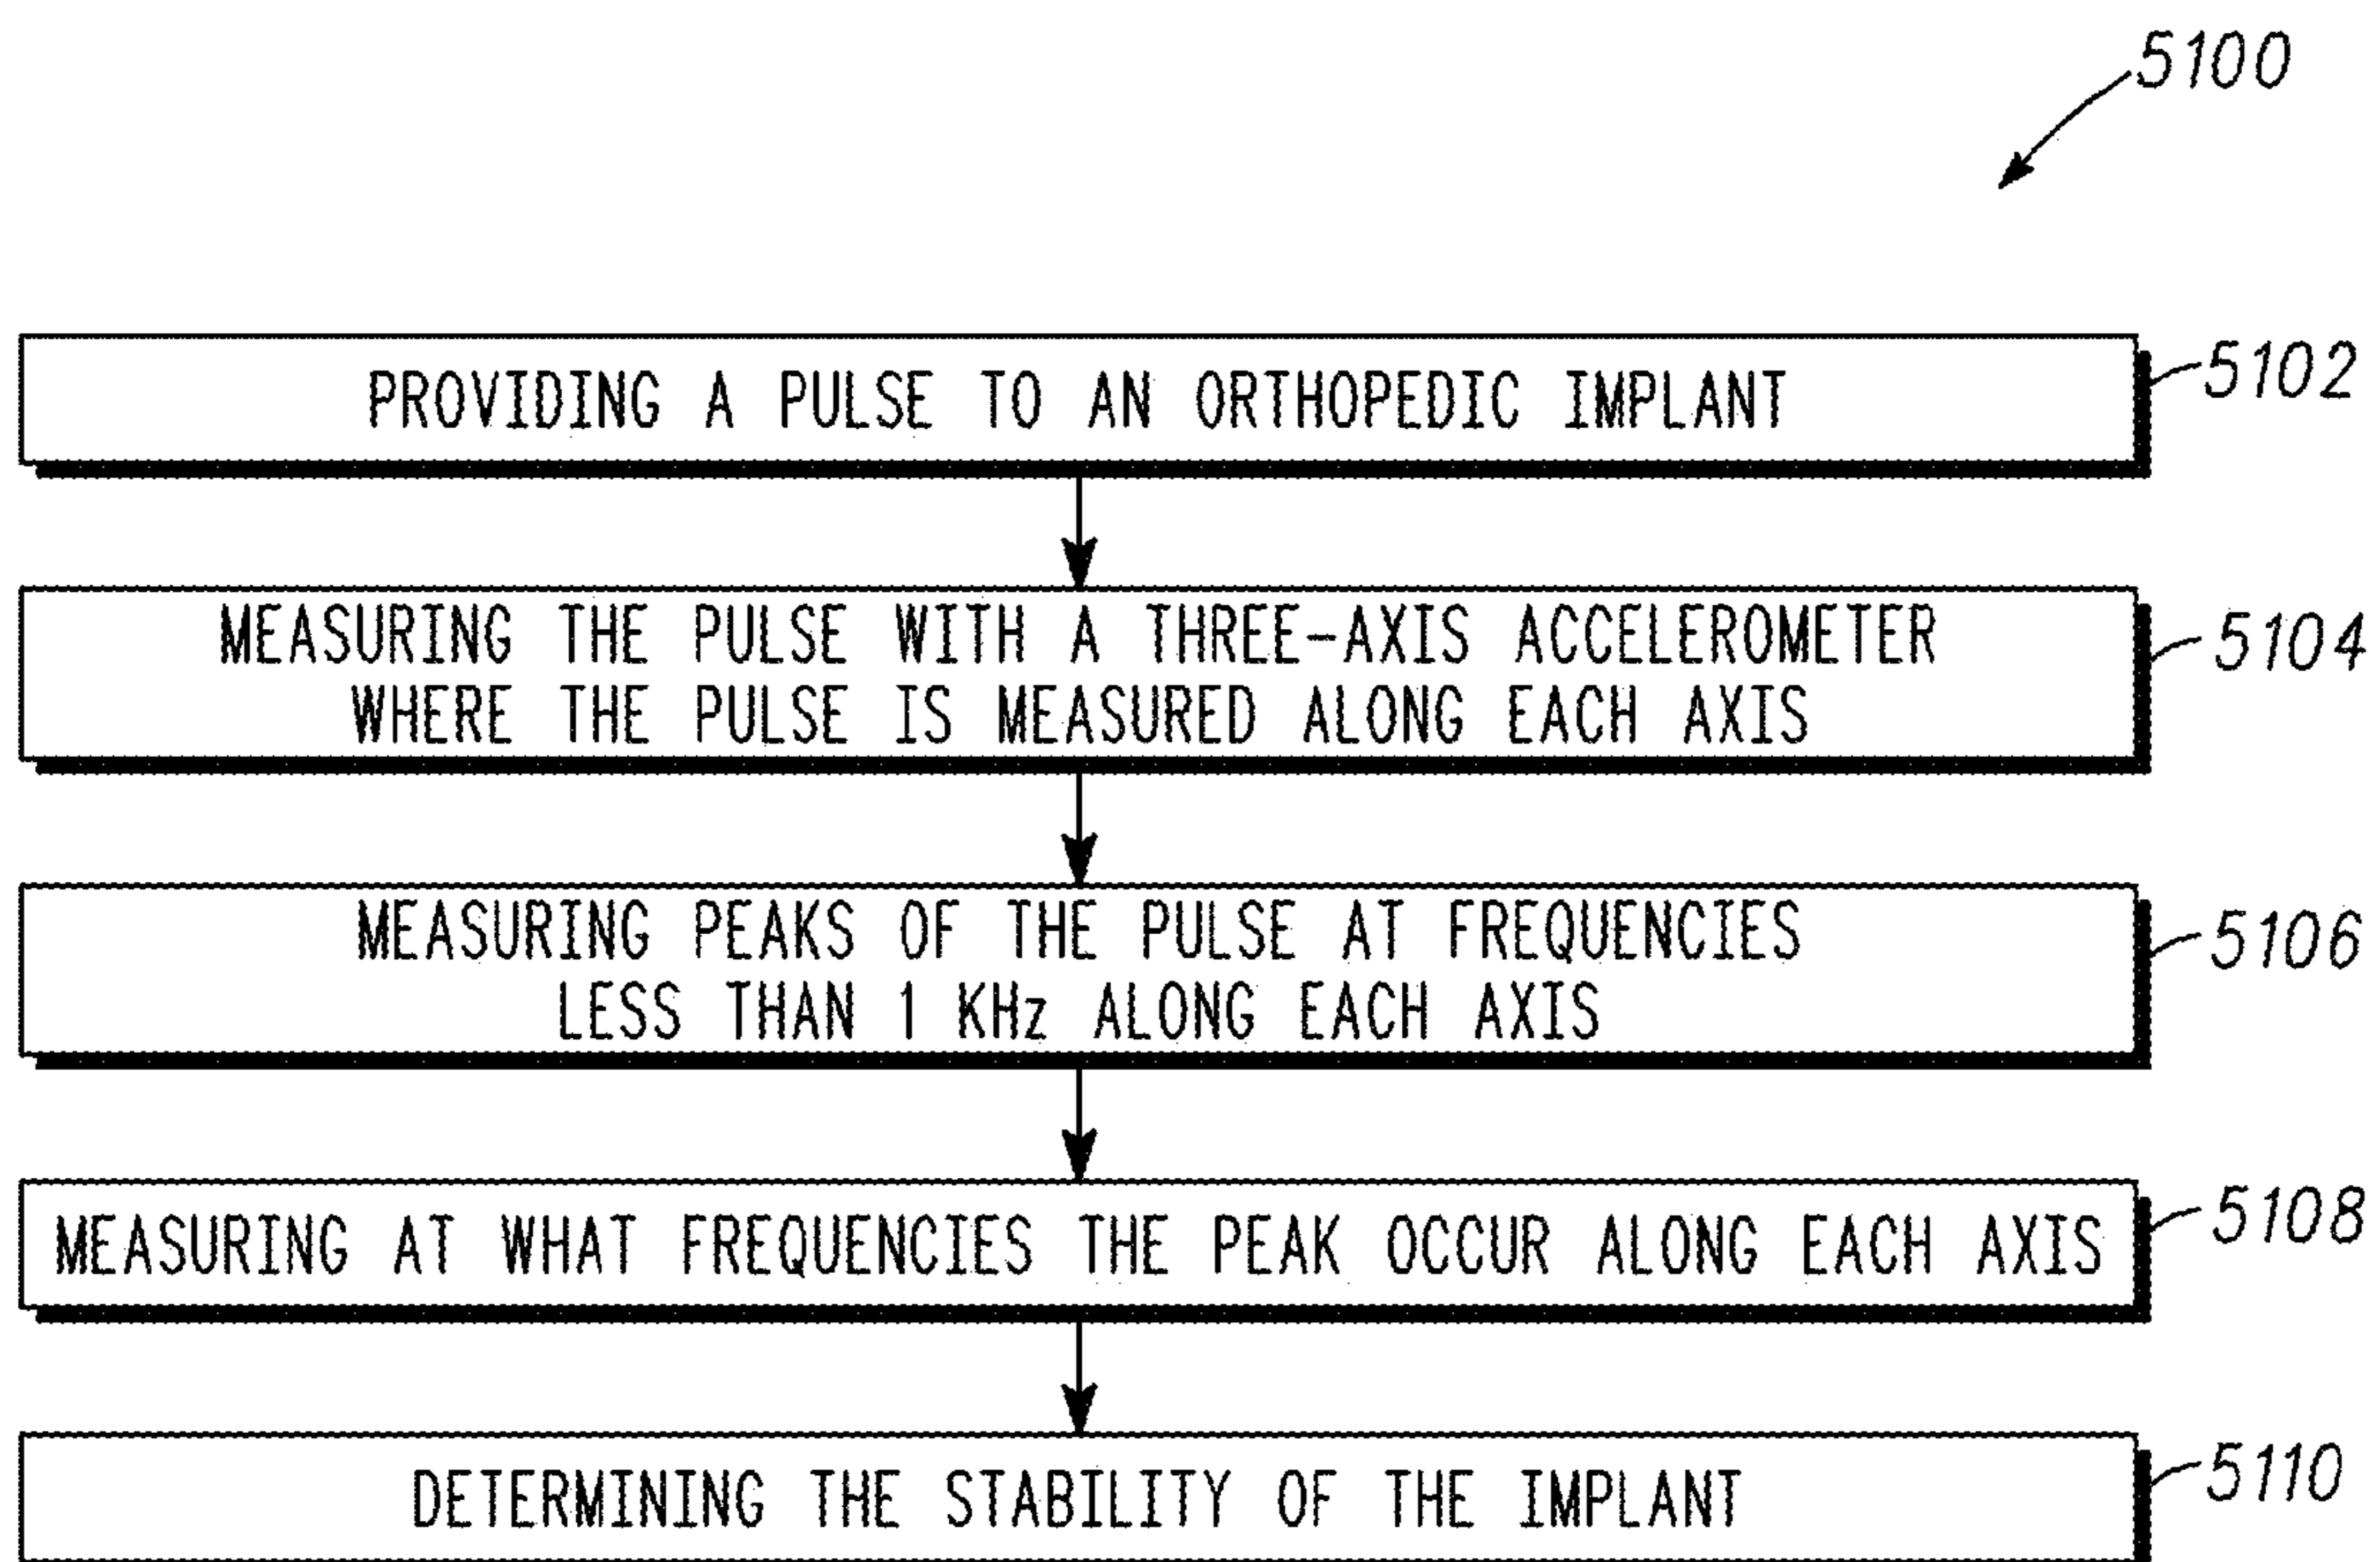 5100
PROVIDING A PULSE TO AN ORTHOPEDIC IMPLANT
5102
MEASURING THE PULSE WITH A THREE-AXIS ACCELEROMETER
WHERE THE PULSE IS MEASURED ALONG EACH AXIS
5104
MEASURING PEAKS OF THE PULSE AT FREQUENCIES
LESS THAN 1 KHz ALONG EACH AXIS
5106
MEASURING AT WHAT FREQUENCIES THE PEAK OCCUR ALONG EACH AXIS
5108
DETERMINING THE STABILITY OF THE IMPLANT
5110